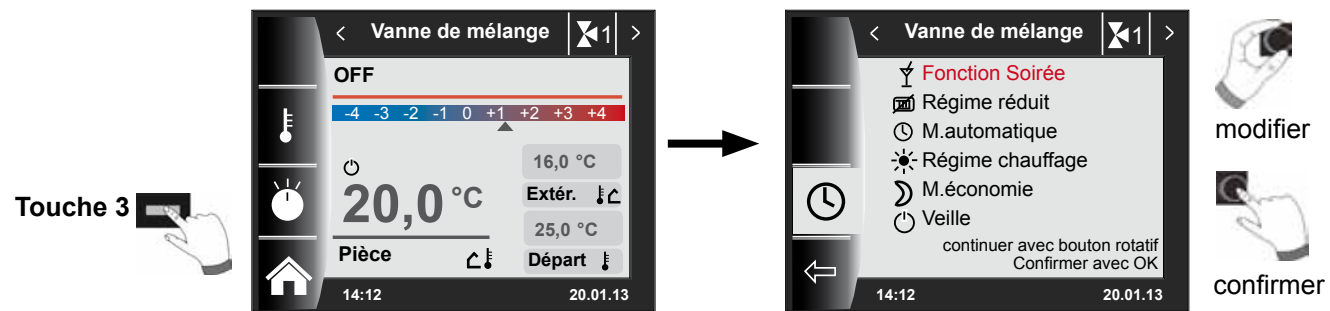 Touche 3
< Vanne de mélange 1 >
OFF
-4 -3 -2 -1 0 +1 +2 +3 +4
16,0 °C
Extér.
20,0 °C
25,0 °C
Pièce
Départ
14:12 20.01.13
< Vanne de mélange 1 >
Fonction Soirée
Régime réduit
M.automatique
Régime chauffage
M.économie
Veille
continuer avec bouton rotatif
Confirmer avec OK
14:12 20.01.13
modifier
confirmer